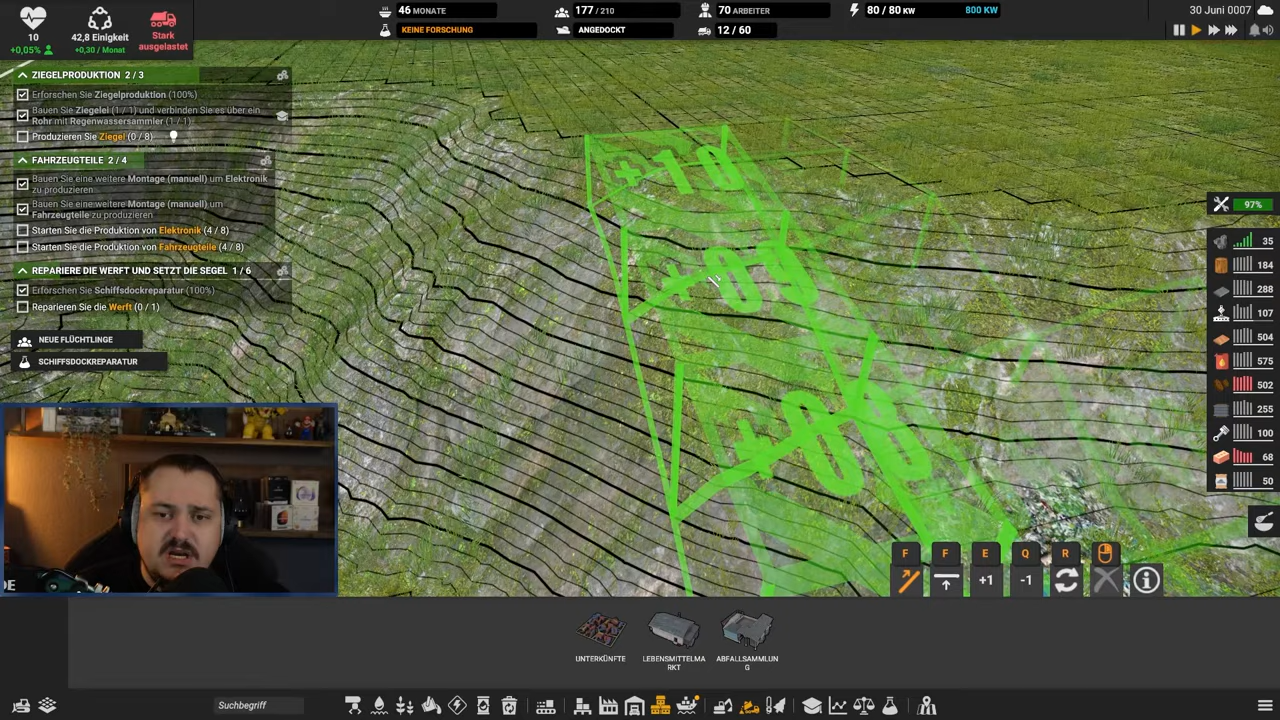 10
+0,05%
42,8 Einigkeit
+0,30 / Monat
Stark
ausgelastet
46 MONATE
KEINE FORSCHUNG
177 / 210
ANGEDOCKT
70 ARBEITER
12 / 60
80 / 80 KW
800 KW
30 Juni 0007
ZIEGELPRODUKTION 2 / 3
Erforschen Sie Ziegelproduktion (100%)
Bauen Sie Ziegelei (1 / 1) und verbinden Sie es über ein
Rohr mit Regenwassersammler (1 / 1)
Produzieren Sie Ziegel (0 / 8)
FAHRZEUGTEILE 2 / 4
Bauen Sie eine weitere Montage (manuell) um Elektronik
zu produzieren
Bauen Sie eine weitere Montage (manuell) um
Fahrzeugteile zu produzieren
Starten Sie die Produktion von Elektronik (4 / 8)
Starten Sie die Produktion von Fahrzeugteile (4 / 8)
REPARIERE DIE WERFT UND SETZT DIE SEGEL 1 / 6
Erforschen Sie Schiffsdockreparatur (100%)
Reparieren Sie die Werft (0 / 1)
NEUE FLÜCHTLINGE
SCHIFFSDOCKREPARATUR
97%
35
184
288
107
504
575
502
255
100
68
50
+10
DE
F
F
E
Q
R
+1
-1
UNTERKÜNFTE
LEBENSMITTELMA
RKT
ABFALLSAMMLUN
G
Suchbegriff